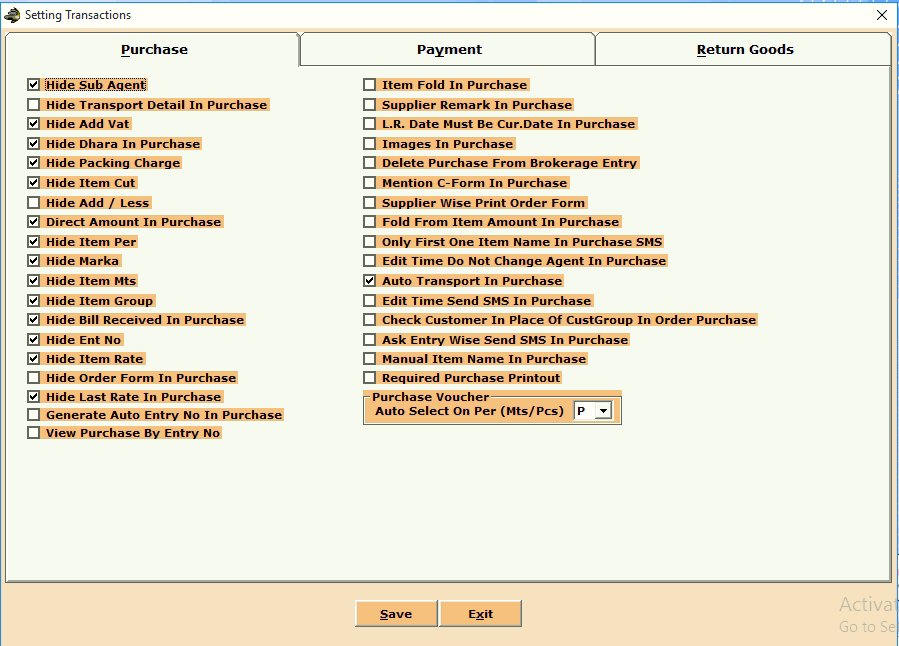 Setting Transactions
Purchase
Payment
Return Goods
Hide Sub Agent
Hide Transport Detail In Purchase
Hide Add Vat
Hide Dhara In Purchase
Hide Packing Charge
Hide Item Cut
Hide Add / Less
Direct Amount In Purchase
Hide Item Per
Hide Marka
Hide Item Mts
Hide Item Group
Hide Bill Received In Purchase
Hide Ent No
Hide Item Rate
Hide Order Form In Purchase
Hide Last Rate In Purchase
Generate Auto Entry No In Purchase
View Purchase By Entry No
Item Fold In Purchase
Supplier Remark In Purchase
L.R. Date Must Be Cur.Date In Purchase
Images In Purchase
Delete Purchase From Brokerage Entry
Mention C-Form In Purchase
Supplier Wise Print Order Form
Fold From Item Amount In Purchase
Only First One Item Name In Purchase SMS
Edit Time Do Not Change Agent In Purchase
Auto Transport In Purchase
Edit Time Send SMS In Purchase
Check Customer In Place Of CustGroup In Order Purchase
Ask Entry Wise Send SMS In Purchase
Manual Item Name In Purchase
Required Purchase Printout
Purchase Voucher
Auto Select On Per (Mts/Pcs) P
Save
Exit
Activat
Go to Se